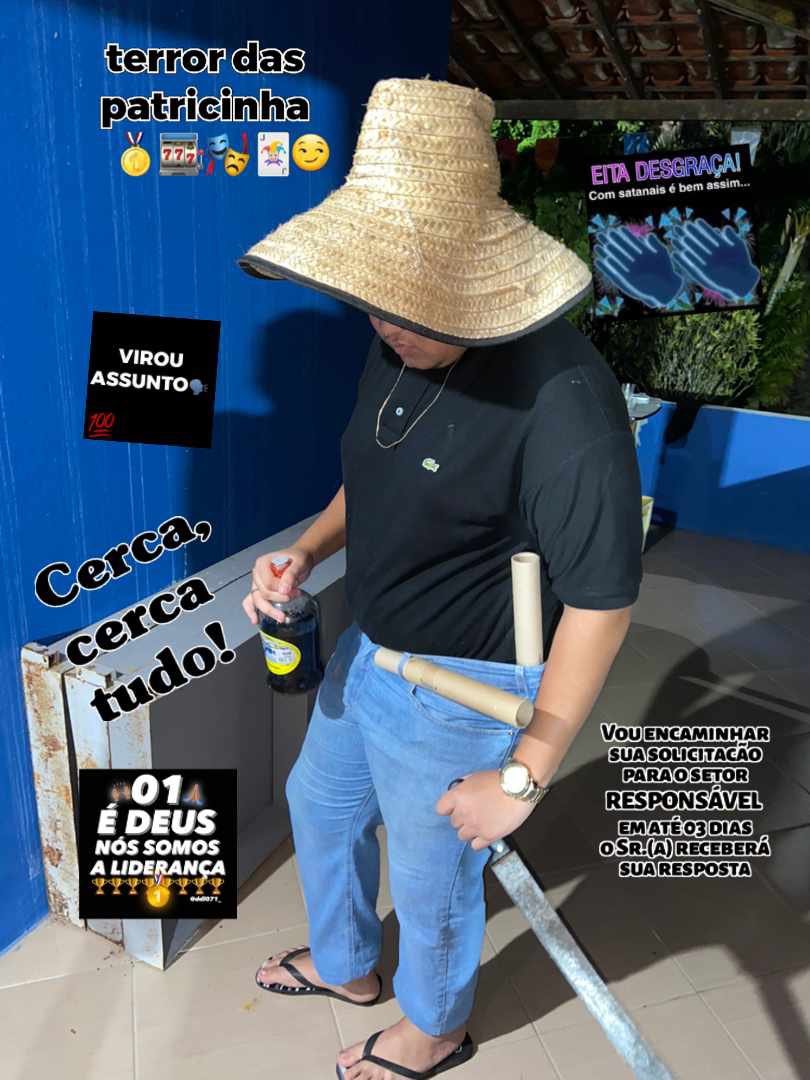 terror das
patricinha
🥇🎰🎭🃏😏
EITA DESGRAÇA!
Com satanais é bem assim...
VIROU
ASSUNTO🗣
💯
Cerca,
cerca
tudo!
01
É DEUS
NÓS SOMOS
A LIDERANÇA
@ddl071_
VOU ENCAMINHAR
SUA SOLICITAÇÃO
PARA O SETOR
RESPONSÁVEL
EM ATÉ 03 DIAS
O SR.(A) RECEBERÁ
SUA RESPOSTA